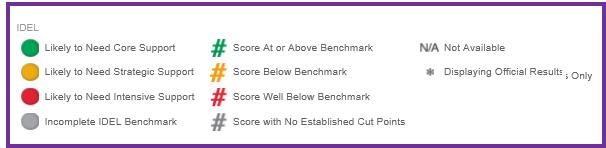 IDEL
Likely to Need Core Support # Score At or Above Benchmark N/A Not Available
Likely to Need Strategic Support # Score Below Benchmark * Displaying Official Results s Only
Likely to Need Intensive Support # Score Well Below Benchmark
Incomplete IDEL Benchmark # Score with No Established Cut Points